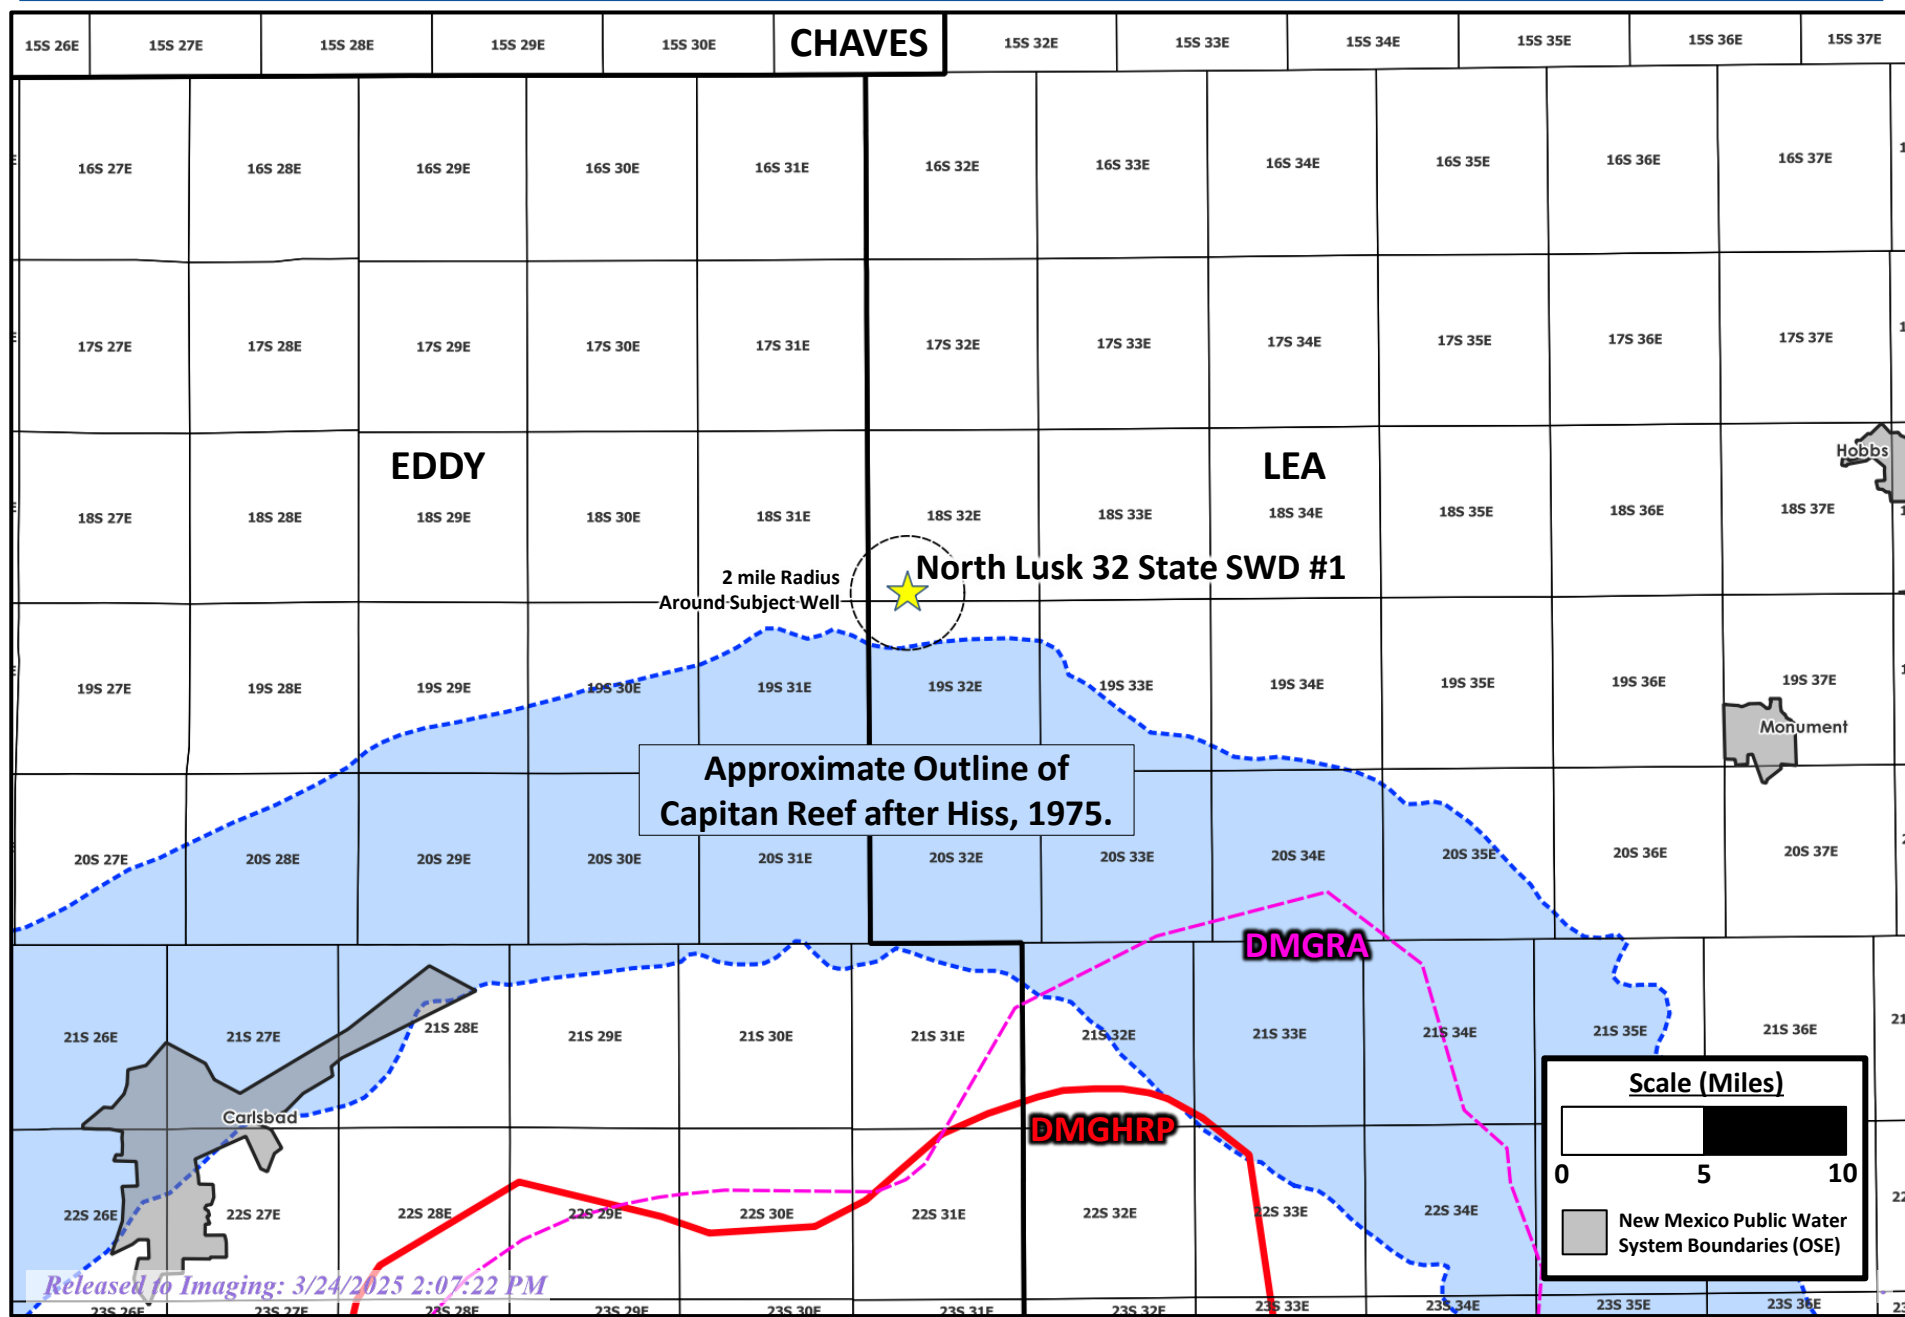 15S 26E 15S 27E 15S 28E 15S 29E 15S 30E CHAVES 15S 32E 15S 33E 15S 34E 15S 35E 15S 36E 15S 37E
16S 27E 16S 28E 16S 29E 16S 30E 16S 31E 16S 32E 16S 33E 16S 34E 16S 35E 16S 36E 16S 37E
17S 27E 17S 28E 17S 29E 17S 30E 17S 31E 17S 32E 17S 33E 17S 34E 17S 35E 17S 36E 17S 37E
Hobbs
EDDY LEA
18S 27E 18S 28E 18S 29E 18S 30E 18S 31E 18S 32E 18S 33E 18S 34E 18S 35E 18S 36E 18S 37E
North Lusk 32 State SWD #1
2 mile Radius
Around Subject Well
19S 27E 19S 28E 19S 29E 19S 30E 19S 31E 19S 32E 19S 33E 19S 34E 19S 35E 19S 36E 19S 37E
Monument
Approximate Outline of
Capitan Reef after Hiss, 1975.
20S 27E 20S 28E 20S 29E 20S 30E 20S 31E 20S 32E 20S 33E 20S 34E 20S 35E 20S 36E 20S 37E
DMGRA
21S 26E 21S 27E 21S 28E 21S 29E 21S 30E 21S 31E 21S 32E 21S 33E 21S 34E 21S 35E 21S 36E
Carlsbad
DMGHRP
Scale (Miles)
0 5 10
22S 26E 22S 27E 22S 28E 22S 29E 22S 30E 22S 31E 22S 32E 22S 33E 22S 34E
New Mexico Public Water
System Boundaries (OSE)
Released to Imaging: 3/24/2025 2:07:22 PM
23S 26E 23S 27E 23S 28E 23S 29E 23S 30E 23S 31E 23S 32E 23S 33E 23S 34E 23S 35E 23S 36E